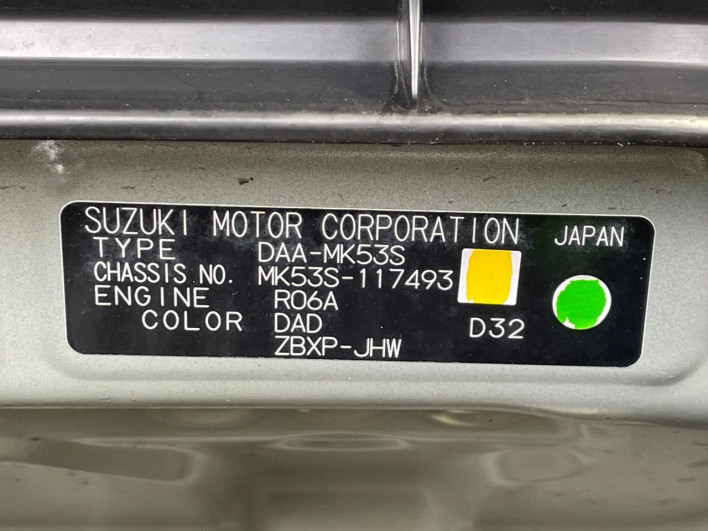 SUZUKI MOTOR CORPORATION JAPAN
TYPE DAA-MK53S
CHASSIS NO. MK53S-117493
ENGINE R06A
COLOR DAD D32
ZBXP-JHW